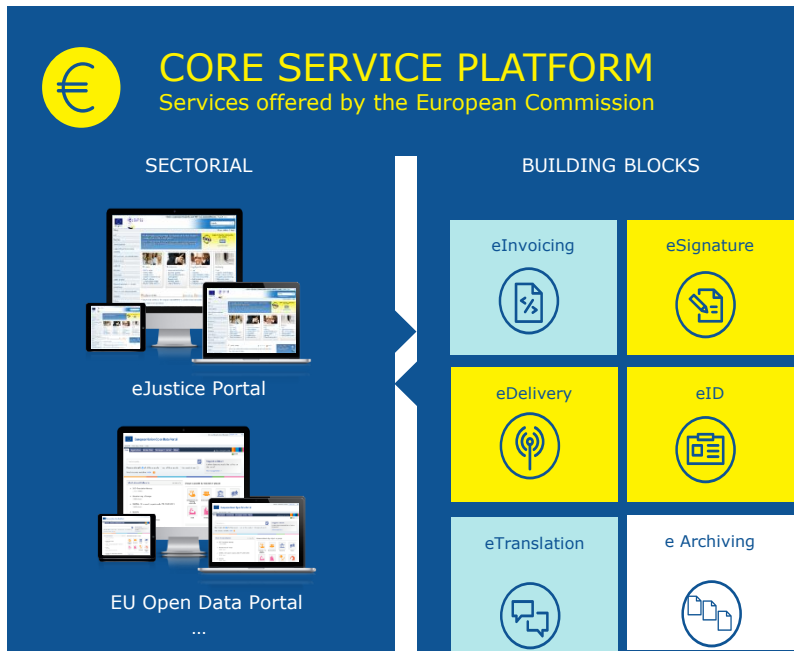 €
CORE SERVICE PLATFORM
Services offered by the European Commission
SECTORIAL
eJustice Portal
EU Open Data Portal
...
BUILDING BLOCKS
eInvoicing
eSignature
eDelivery
eID
eTranslation
e Archiving